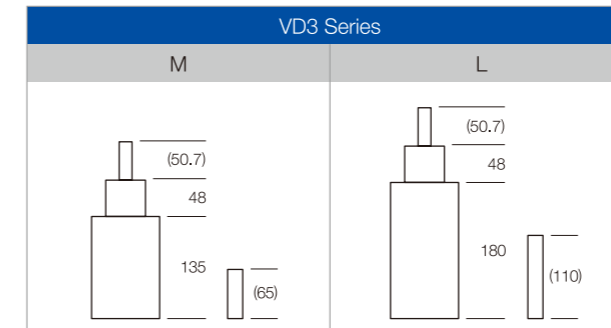 VD3 Series
M
L
(50.7)
48
135
(65)
(50.7)
48
180
(110)